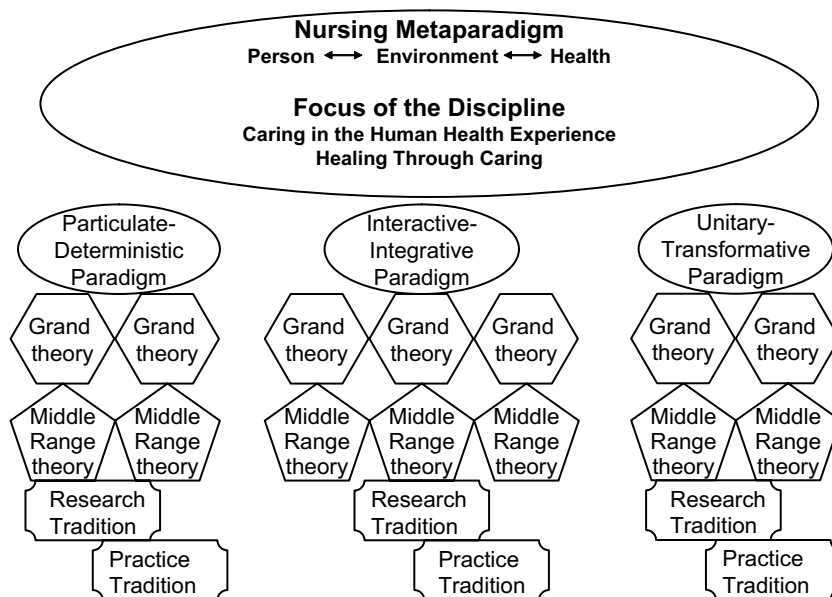 Nursing Metaparadigm
Person Environment Health
Focus of the Discipline
Caring in the Human Health Experience
Healing Through Caring
Particulate-
Deterministic
Paradigm
Interactive-
Integrative
Paradigm
Unitary-
Transformative
Paradigm
Grand
theory
Grand
theory
Grand
theory
Grand
theory
Grand
theory
Grand
theory
Grand
theory
Middle
Range
theory
Middle
Range
theory
Middle
Range
theory
Middle
Range
theory
Middle
Range
theory
Middle
Range
theory
Middle
Range
theory
Research
Tradition
Research
Tradition
Research
Tradition
Practice
Tradition
Practice
Tradition
Practice
Tradition